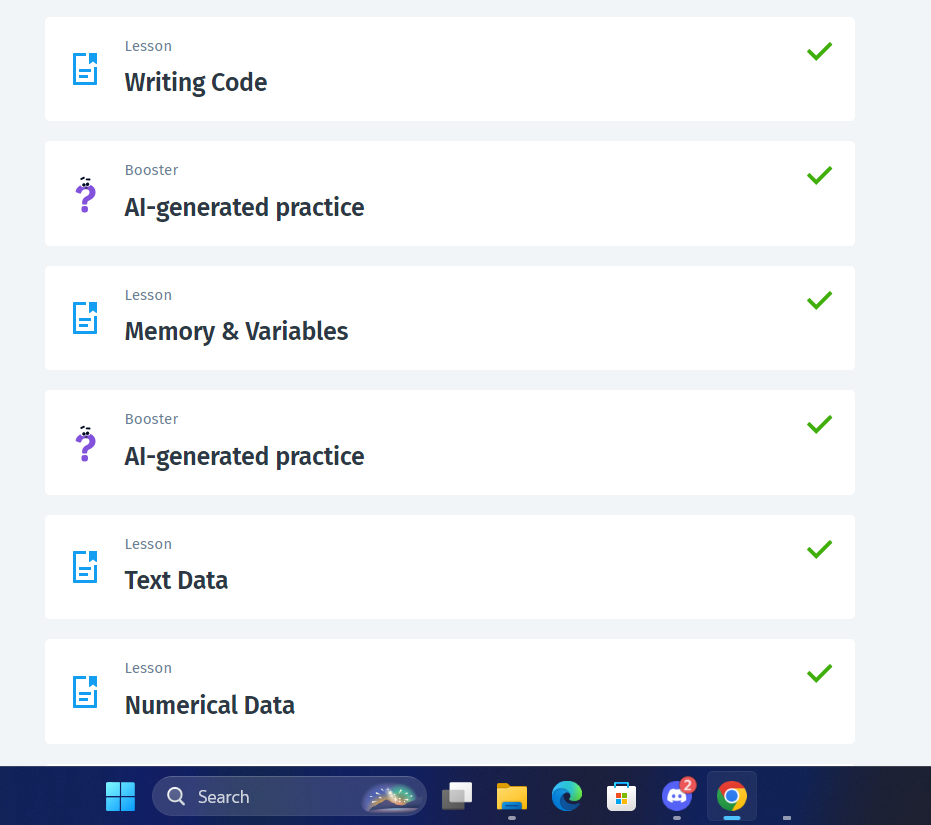 Lesson
Writing Code
Booster
AI-generated practice
Lesson
Memory & Variables
Booster
AI-generated practice
Lesson
Text Data
Lesson
Numerical Data
Search
2